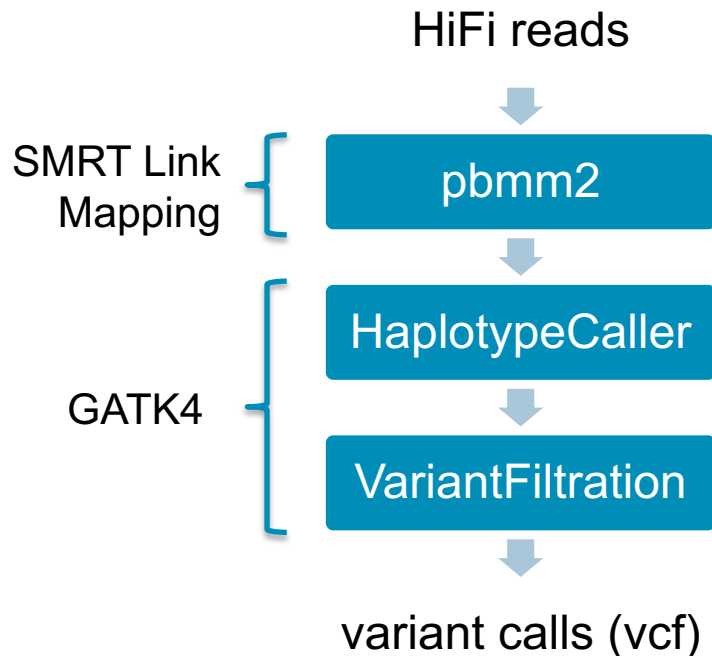 HiFi reads
SMRT Link
Mapping
pbmm2
HaplotypeCaller
GATK4
VariantFiltration
variant calls (vcf)